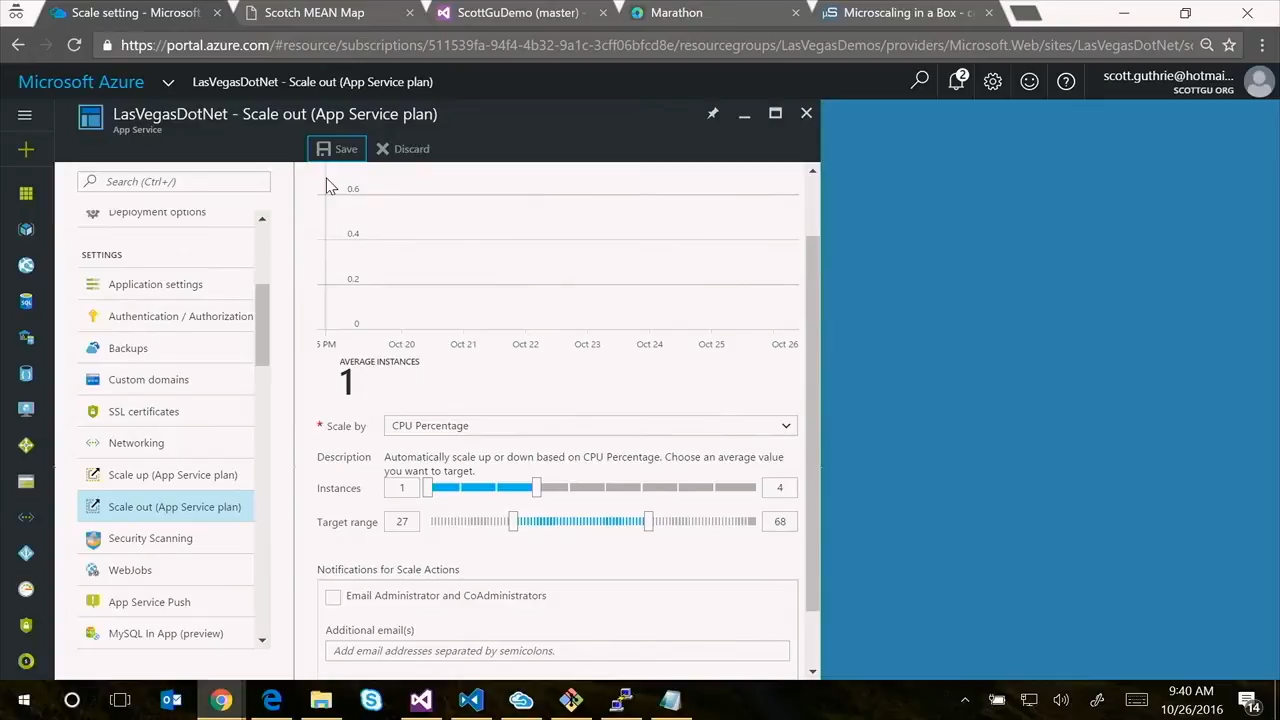 Scale setting - Microsoft
Scotch MEAN Map
ScottGuDemo (master) -
Marathon
Microscaling in a Box - c
https://portal.azure.com/#resource/subscriptions/511539fa-94f4-4b32-9a1c-3cff06bfcd8e/resourcegroups/LasVegasDemos/providers/Microsoft.Web/sites/LasVegasDotNet/sc
Microsoft Azure
LasVegasDotNet - Scale out (App Service plan)
2
scott.guthrie@hotmai...
SCOTTGU ORG
LasVegasDotNet - Scale out (App Service plan)
App Service
Save
Discard
Search (Ctrl+/)
Deployment options
SETTINGS
Application settings
Authentication / Authorization
Backups
Custom domains
SSL certificates
Networking
Scale up (App Service plan)
Scale out (App Service plan)
Security Scanning
WebJobs
App Service Push
MySQL In App (preview)
0.6
0.4
0.2
0
5 PM
Oct 20
Oct 21
Oct 22
Oct 23
Oct 24
Oct 25
Oct 26
AVERAGE INSTANCES
1
* Scale by
CPU Percentage
Description
Automatically scale up or down based on CPU Percentage. Choose an average value
you want to target.
Instances
1
4
Target range
27
68
Notifications for Scale Actions
Email Administrator and CoAdministrators
Additional email(s)
Add email addresses separated by semicolons.
9:40 AM
10/26/2016
14